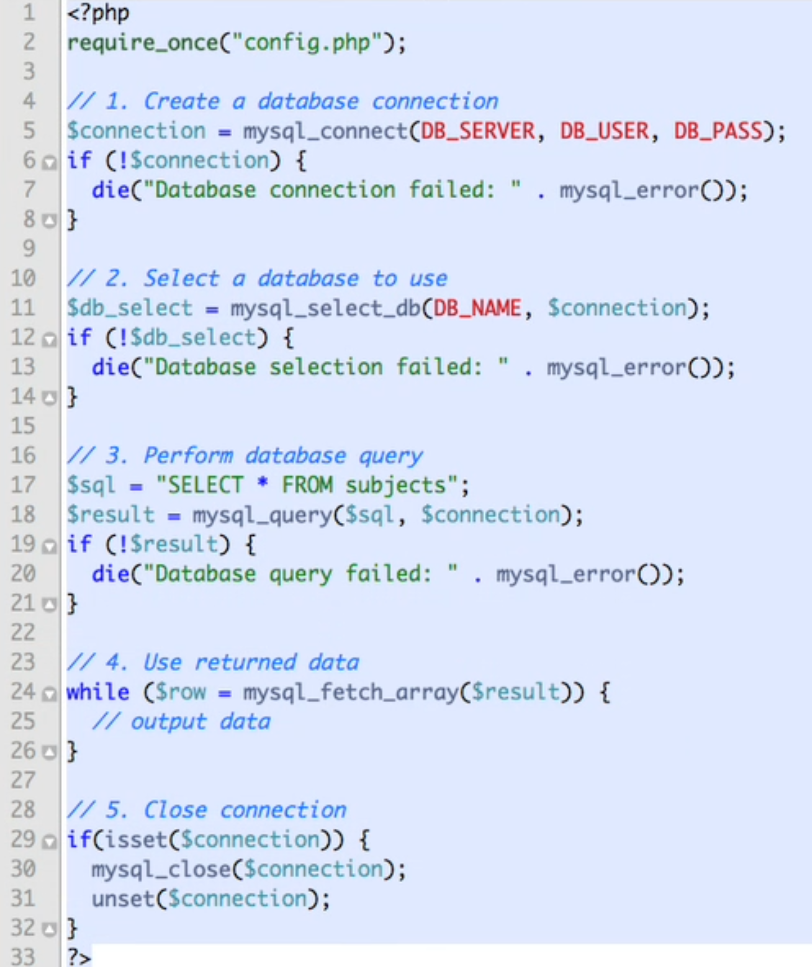 1 <?php
2 require_once("config.php");
3
4 // 1. Create a database connection
5 $connection = mysql_connect(DB_SERVER, DB_USER, DB_PASS);
6 if (!$connection) {
7   die("Database connection failed: " . mysql_error());
8 }
9
10 // 2. Select a database to use
11 $db_select = mysql_select_db(DB_NAME, $connection);
12 if (!$db_select) {
13   die("Database selection failed: " . mysql_error());
14 }
15
16 // 3. Perform database query
17 $sql = "SELECT * FROM subjects";
18 $result = mysql_query($sql, $connection);
19 if (!$result) {
20   die("Database query failed: " . mysql_error());
21 }
22
23 // 4. Use returned data
24 while ($row = mysql_fetch_array($result)) {
25   // output data
26 }
27
28 // 5. Close connection
29 if(isset($connection)) {
30   mysql_close($connection);
31   unset($connection);
32 }
33 ?>